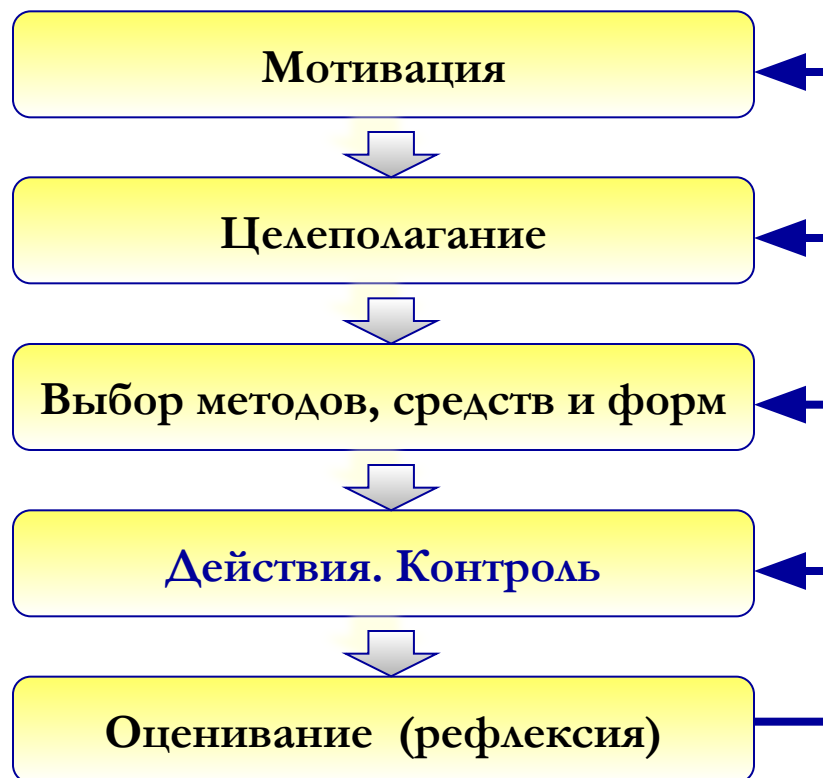 Мотивация
Целеполагание
Выбор методов, средств и форм
Действия. Контроль
Оценивание (рефлексия)